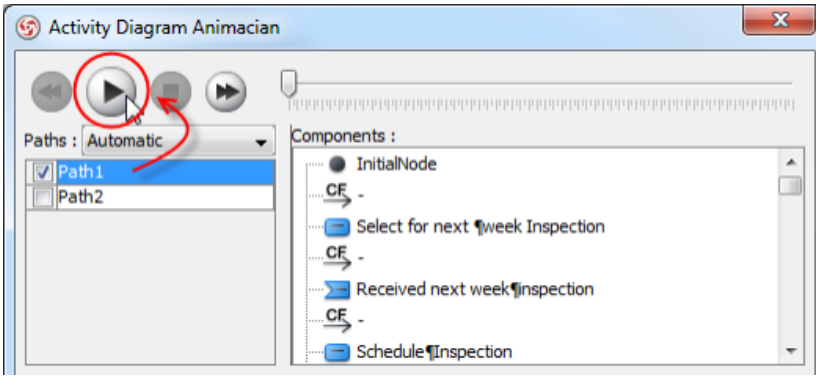 Activity Diagram Animacian
Paths : Automatic
Components :
Path1
Path2
InitialNode
CF -
Select for next ¶week Inspection
CF -
Received next week¶inspection
CF -
Schedule¶Inspection